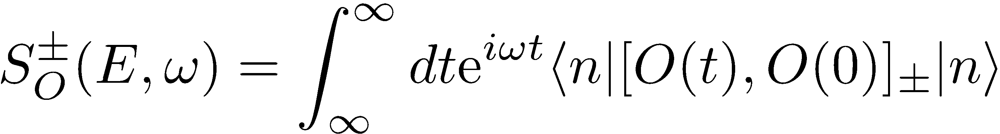 S_O^±(E, ω) = ∫_∞^∞ dt e^{iωt} ⟨n|[O(t), O(0)]_±|n⟩